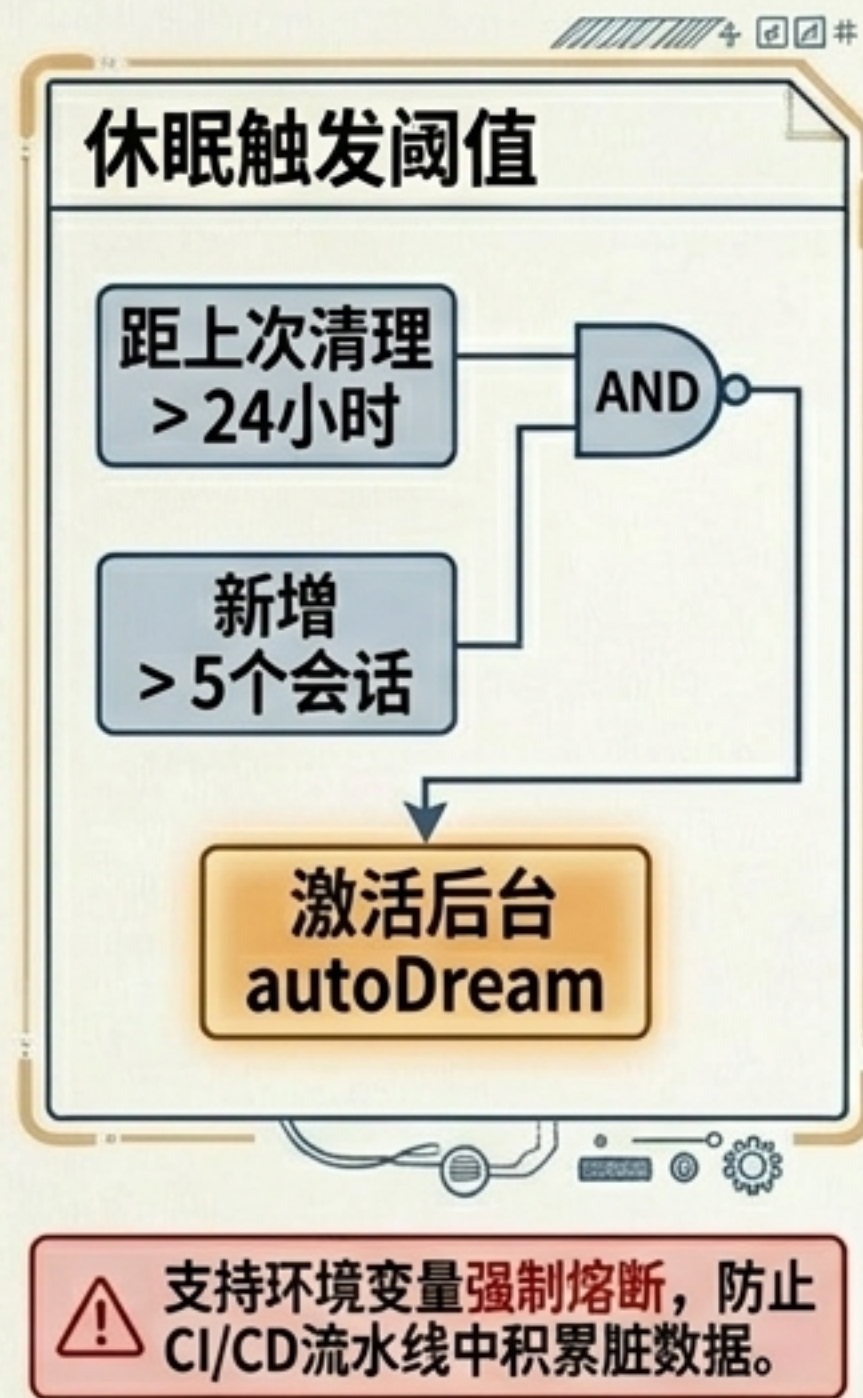 休眠触发阈值
距上次清理
> 24小时
AND
新增
> 5个会话
激活后台
autoDream
支持环境变量强制熔断，防止
CI/CD流水线中积累脏数据。